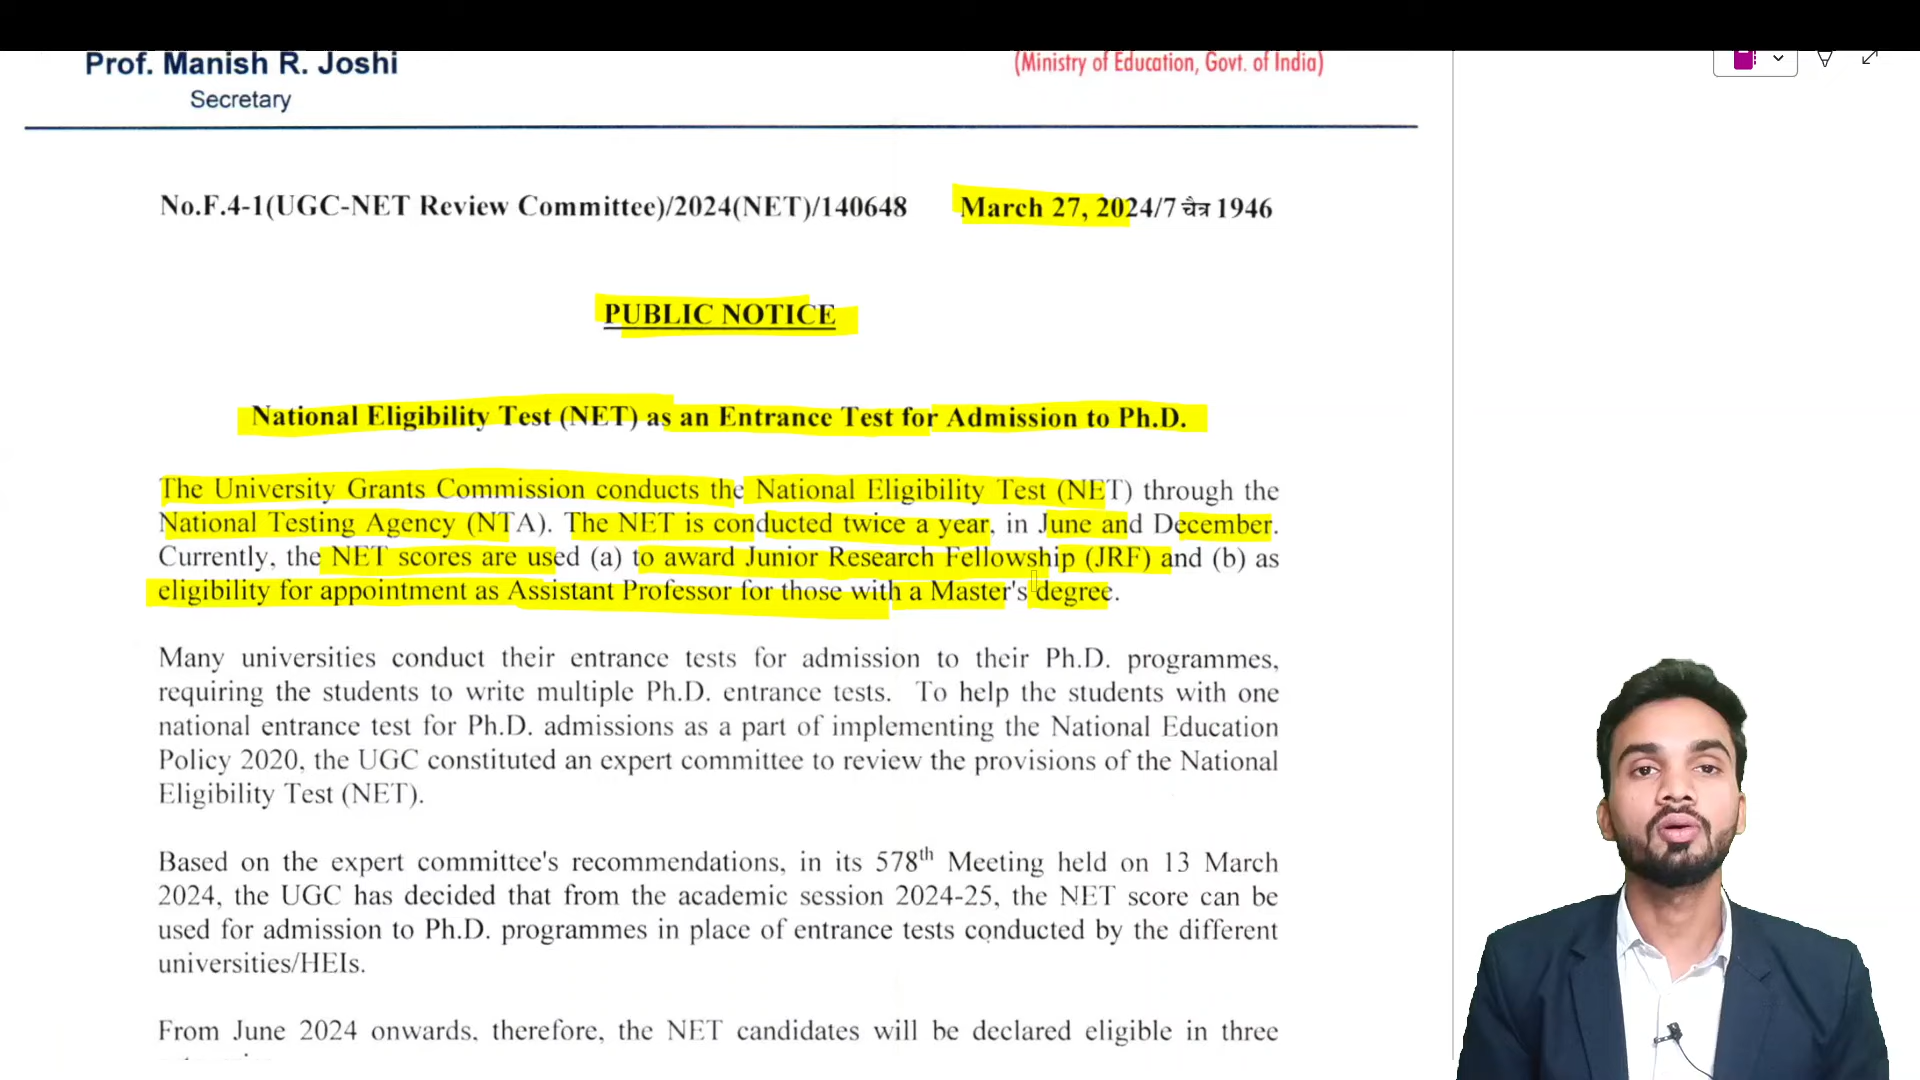 Prof. Manish R. Joshi
(Ministry of Education, Govt. of India)
Secretary
No.F.4-1(UGC-NET Review Committee)/2024(NET)/140648 March 27, 2024/7 चैत्र 1946
PUBLIC NOTICE
National Eligibility Test (NET) as an Entrance Test for Admission to Ph.D.
The University Grants Commission conducts the National Eligibility Test (NET) through the
National Testing Agency (NTA). The NET is conducted twice a year, in June and December.
Currently, the NET scores are used (a) to award Junior Research Fellowship (JRF) and (b) as
eligibility for appointment as Assistant Professor for those with a Master's degree.
Many universities conduct their entrance tests for admission to their Ph.D. programmes,
requiring the students to write multiple Ph.D. entrance tests. To help the students with one
national entrance test for Ph.D. admissions as a part of implementing the National Education
Policy 2020, the UGC constituted an expert committee to review the provisions of the National
Eligibility Test (NET).
Based on the expert committee's recommendations, in its 578th Meeting held on 13 March
2024, the UGC has decided that from the academic session 2024-25, the NET score can be
used for admission to Ph.D. programmes in place of entrance tests conducted by the different
universities/HEIs.
From June 2024 onwards, therefore, the NET candidates will be declared eligible in three